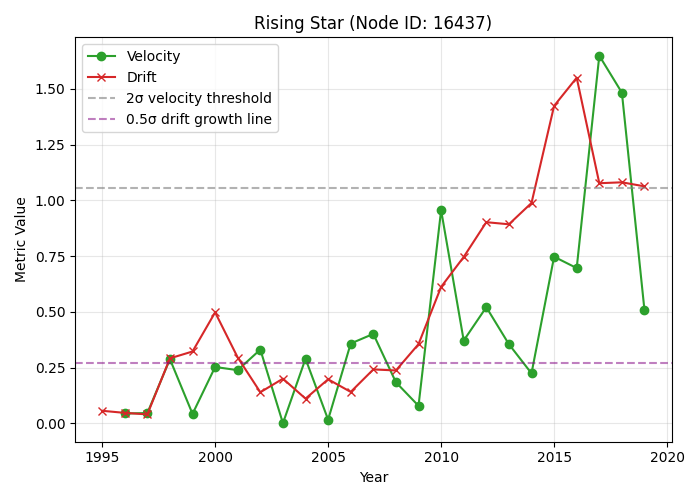 Rising Star (Node ID: 16437)
Velocity
Drift
2σ velocity threshold
0.5σ drift growth line
Metric Value
1.50
1.25
1.00
0.75
0.50
0.25
0.00
1995 2000 2005 2010 2015 2020
Year